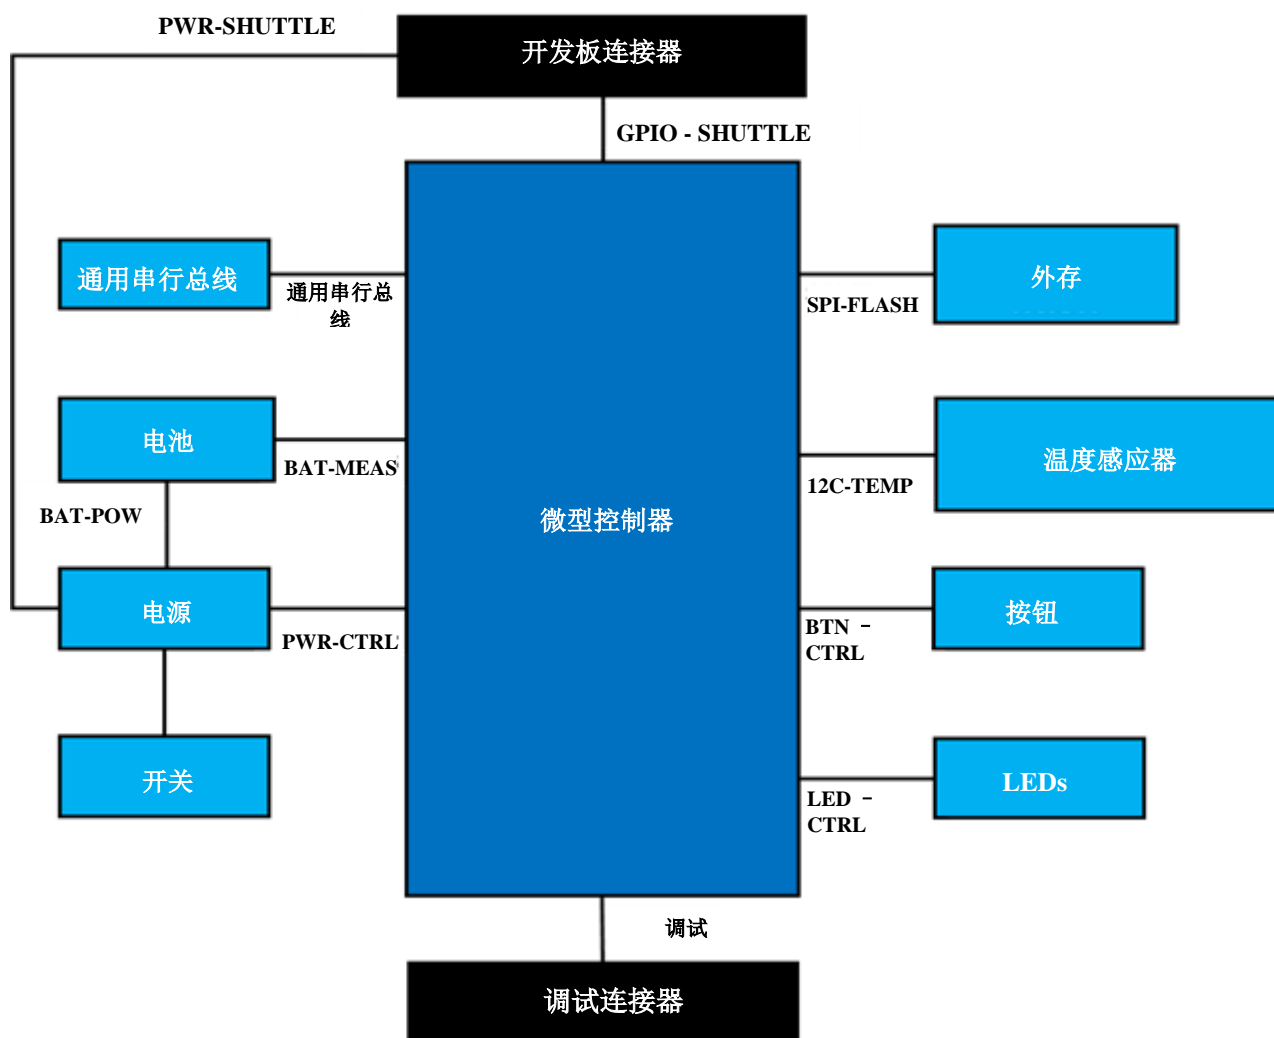 PWR-SHUTTLE
开发板连接器
GPIO - SHUTTLE
通用串行总线
通用串行总
线
外存
SPI-FLASH
电池
BAT-MEAS
温度感应器
12C-TEMP
BAT-POW
微型控制器
电源
PWR-CTRL
按钮
BTN -
CTRL
开关
LEDs
LED -
CTRL
调试
调试连接器